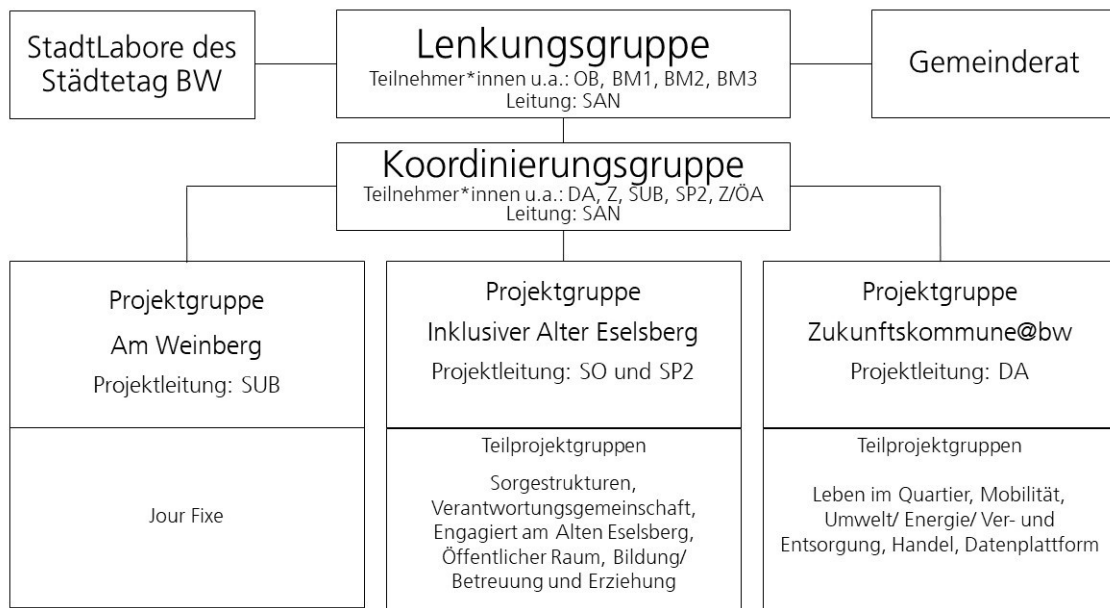 StadtLabore des
Städtetag BW
Lenkungsgruppe
Teilnehmer*innen u.a.: OB, BM1, BM2, BM3
Leitung: SAN
Gemeinderat
Koordinierungsgruppe
Teilnehmer*innen u.a.: DA, Z, SUB, SP2, Z/ÖA
Leitung: SAN
Projektgruppe
Am Weinberg
Projektleitung: SUB
Jour Fixe
Projektgruppe
Inklusiver Alter Eselsberg
Projektleitung: SO und SP2
Teilprojektgruppen
Sorgestrukturen,
Verantwortungsgemeinschaft,
Engagiert am Alten Eselsberg,
Öffentlicher Raum, Bildung/
Betreuung und Erziehung
Projektgruppe
Zukunftskommune@bw
Projektleitung: DA
Teilprojektgruppen
Leben im Quartier, Mobilität,
Umwelt/ Energie/ Ver- und
Entsorgung, Handel, Datenplattform